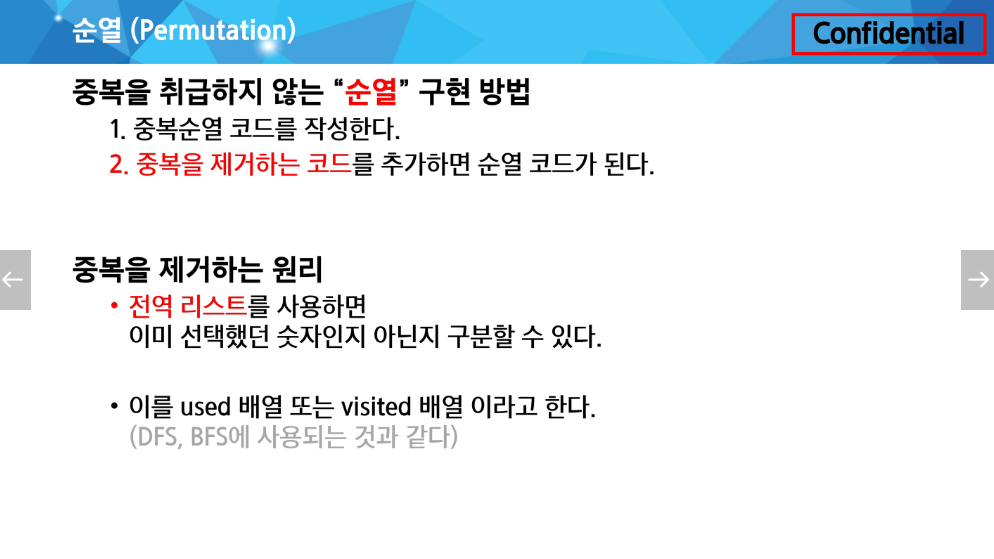 순열 (Permutation)
Confidential
중복을 취급하지 않는 “순열” 구현 방법
1. 중복순열 코드를 작성한다.
2. 중복을 제거하는 코드를 추가하면 순열 코드가 된다.
중복을 제거하는 원리
• 전역 리스트를 사용하면
이미 선택했던 숫자인지 아닌지 구분할 수 있다.
• 이를 used 배열 또는 visited 배열 이라고 한다.
(DFS, BFS에 사용되는 것과 같다)